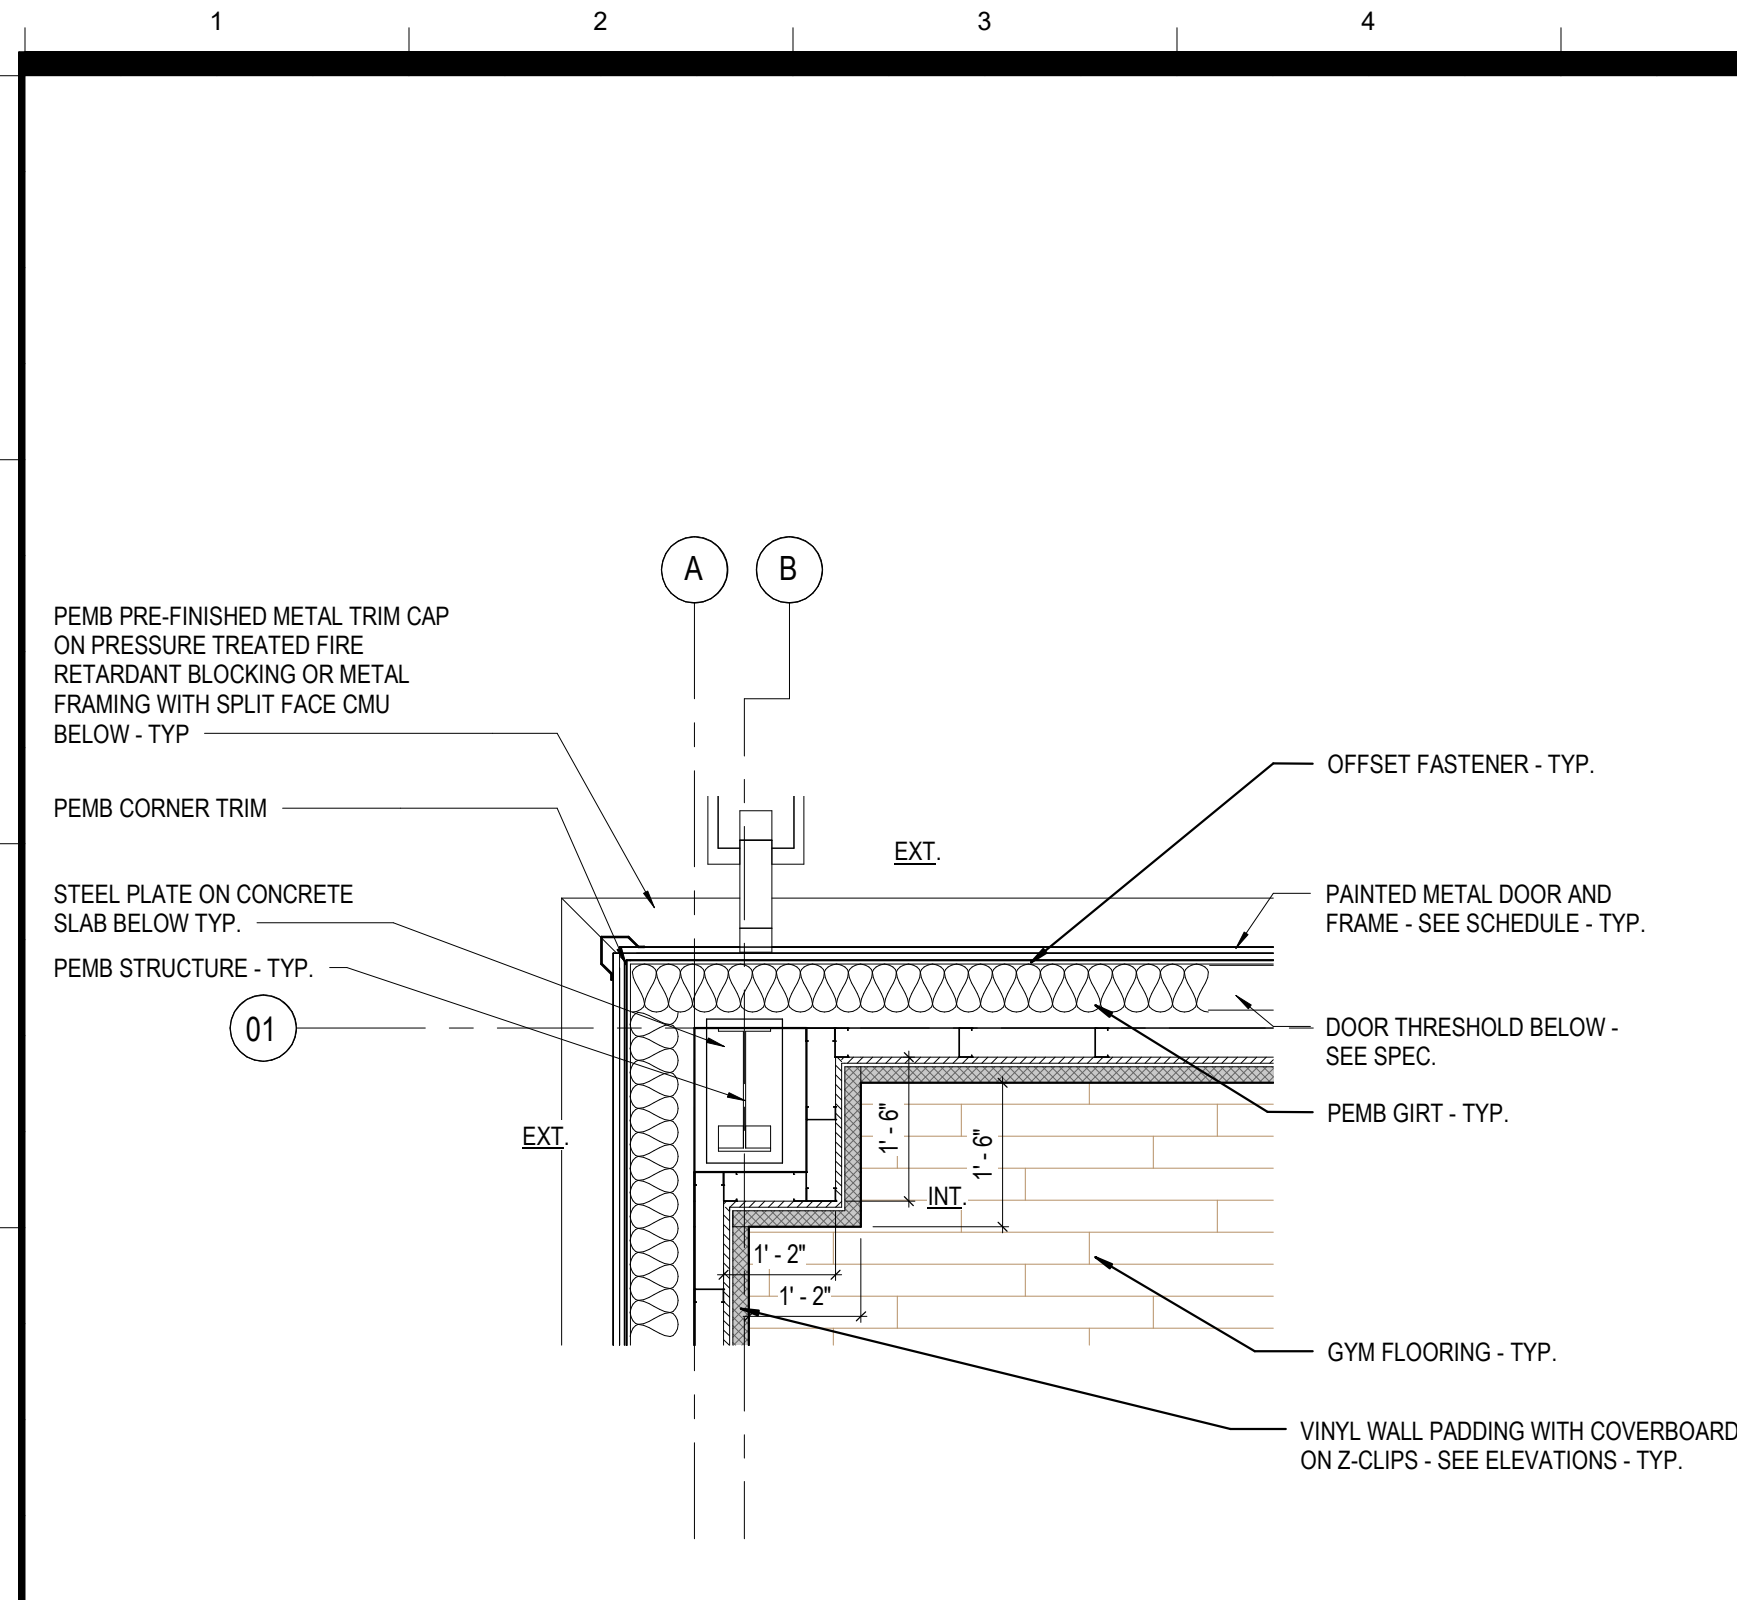 1 2 3 4
A B
PEMB PRE-FINISHED METAL TRIM CAP
ON PRESSURE TREATED FIRE
RETARDANT BLOCKING OR METAL
FRAMING WITH SPLIT FACE CMU
BELOW - TYP
OFFSET FASTENER - TYP.
PEMB CORNER TRIM
EXT.
STEEL PLATE ON CONCRETE
SLAB BELOW TYP.
PAINTED METAL DOOR AND
FRAME - SEE SCHEDULE - TYP.
PEMB STRUCTURE - TYP.
01
DOOR THRESHOLD BELOW -
SEE SPEC.
PEMB GIRT - TYP.
EXT.
1' - 6"
1' - 6"
INT.
1' - 2"
1' - 2"
GYM FLOORING - TYP.
VINYL WALL PADDING WITH COVERBOARD
ON Z-CLIPS - SEE ELEVATIONS - TYP.